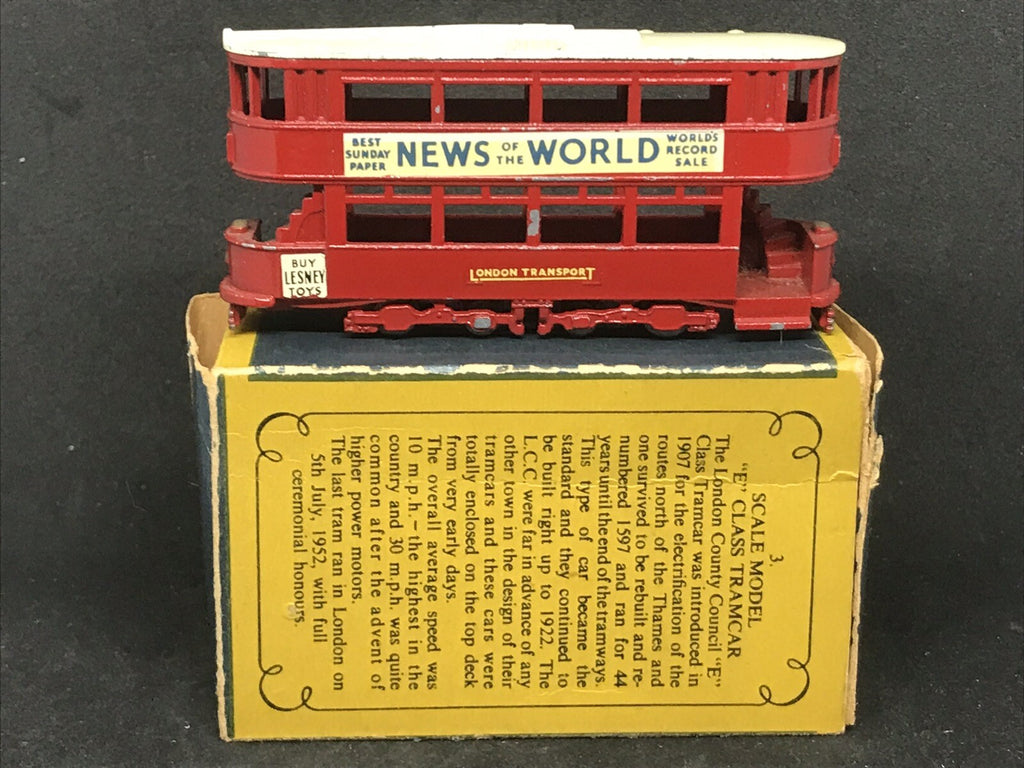 BEST
SUNDAY
PAPER
NEWS OF THE WORLD
WORLD'S
RECORD
SALE
BUY
LESNEY
TOYS
LONDON TRANSPORT
3.
SCALE MODEL
"E" CLASS TRAMCAR
The London County Council "E"
Class Tramcar was introduced in
1907 for the electrification of the
routes north of the Thames and
one survived to be rebuilt and re-
numbered 1597 and ran for 44
years until the end of the tramways.
This type of car became the
standard and they continued to
be built right up to 1922. The
L.C.C. were far in advance of any
other town in the design of their
tramcars and these cars were
totally enclosed on the top deck
from very early days.
The overall average speed was
10 m.p.h.–the highest in the
country and 30 m.p.h. was quite
common after the advent of
higher power motors.
The last tram ran in London on
5th July, 1952, with full
ceremonial honours.